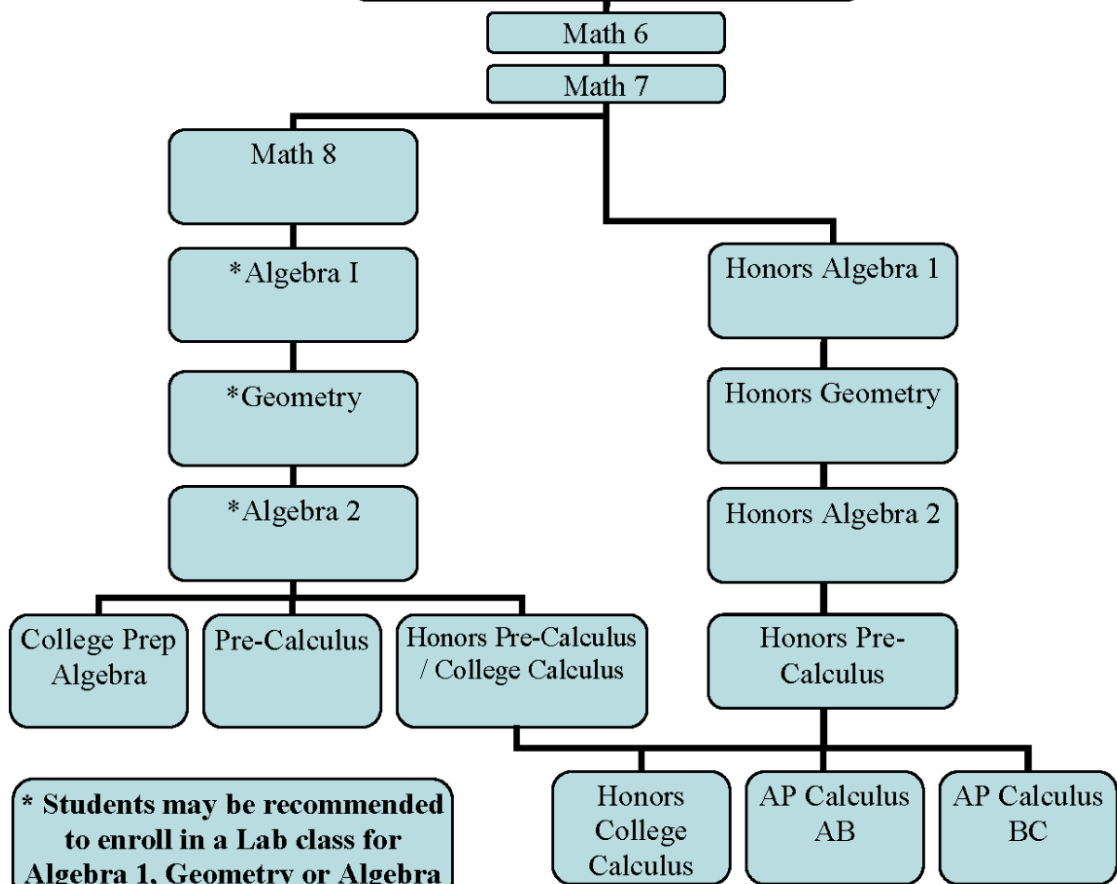 Math 6
Math 7
Math 8
*Algebra I
Honors Algebra 1
*Geometry
Honors Geometry
*Algebra 2
Honors Algebra 2
College Prep
Algebra
Pre-Calculus
Honors Pre-Calculus
/ College Calculus
Honors Pre-
Calculus
Honors
College
Calculus
AP Calculus
AB
AP Calculus
BC
* Students may be recommended
to enroll in a Lab class for
Algebra 1, Geometry or Algebra